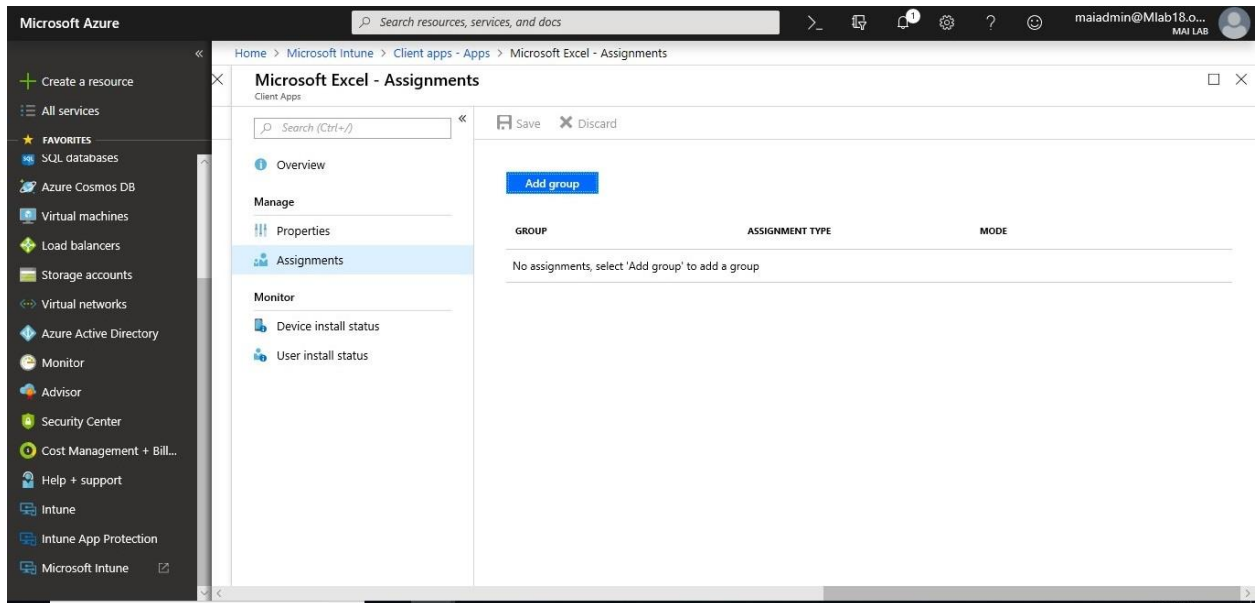 Microsoft Azure
Search resources, services, and docs
>_
1
?
maiadmin@Mlab18.o...
MAI LAB
«
Home > Microsoft Intune > Client apps - Apps > Microsoft Excel - Assignments
Create a resource
All services
FAVORITES
SQL databases
Azure Cosmos DB
Virtual machines
Load balancers
Storage accounts
Virtual networks
Azure Active Directory
Monitor
Advisor
Security Center
Cost Management + Bill...
Help + support
Intune
Intune App Protection
Microsoft Intune
Microsoft Excel - Assignments
Client Apps
Search (Ctrl+/)
«
Overview
Manage
Properties
Assignments
Monitor
Device install status
User install status
Save Discard
Add group
GROUP ASSIGNMENT TYPE MODE
No assignments, select 'Add group' to add a group